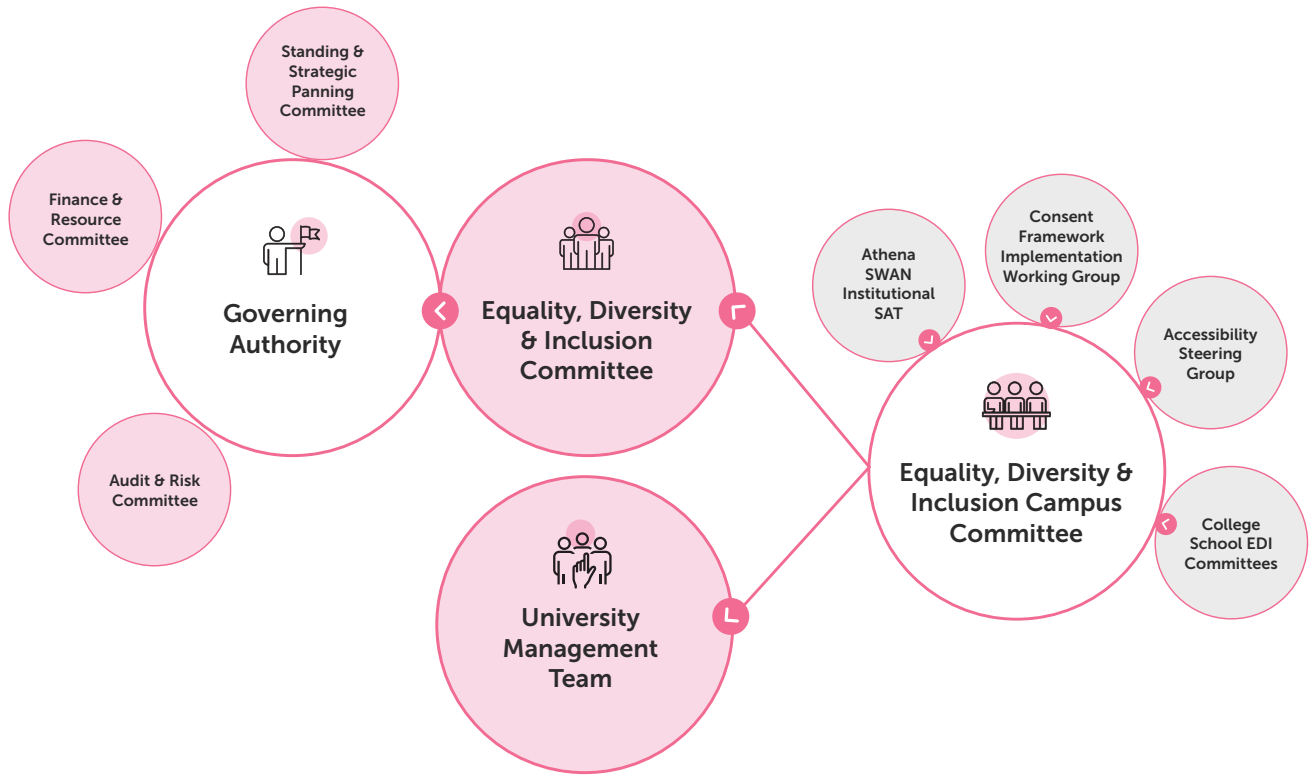 Standing &
Strategic
Panning
Committee
Finance &
Resource
Committee
Governing
Authority
Audit & Risk
Committee
Equality, Diversity
& Inclusion
Committee
University
Management
Team
Athena
SWAN
Institutional
SAT
Consent
Framework
Implementation
Working Group
Accessibility
Steering
Group
Equality, Diversity &
Inclusion Campus
Committee
College
School EDI
Committees